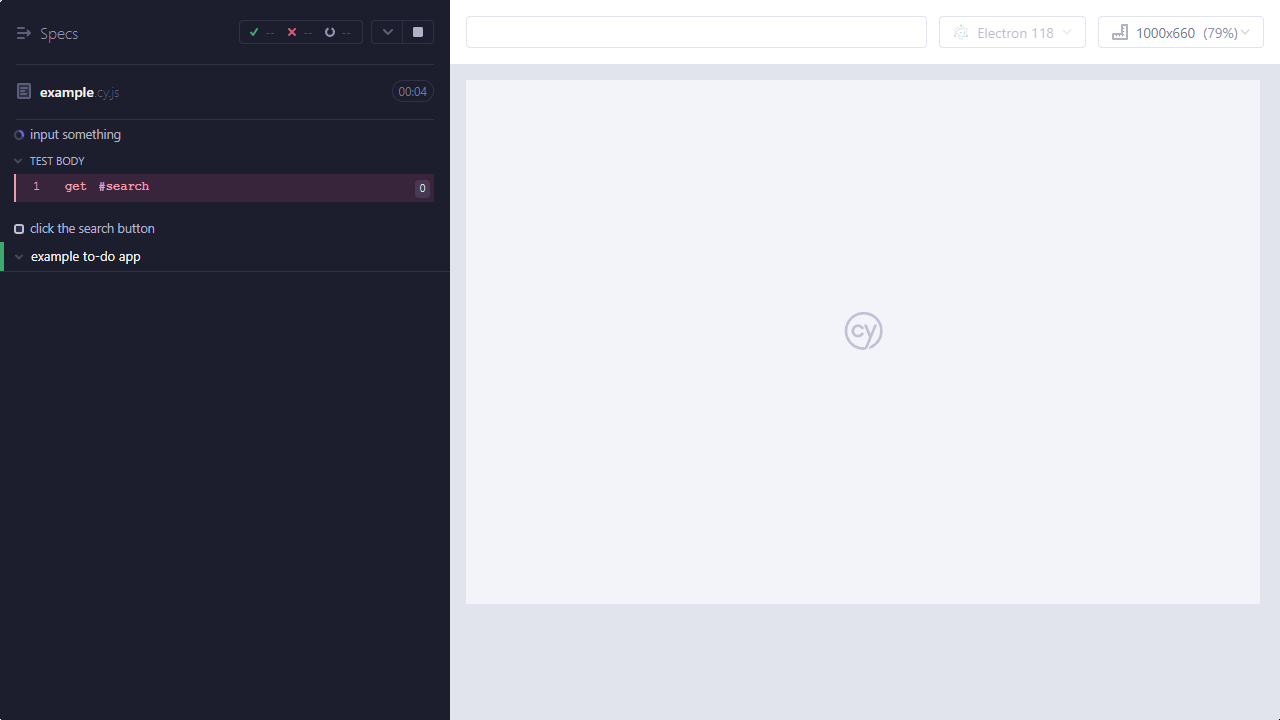 Specs
-- -- --
example.cy.js 00:04
input something
TEST BODY
1 get #search 0
click the search button
example to-do app
Electron 118
1000x660 (79%)
cy